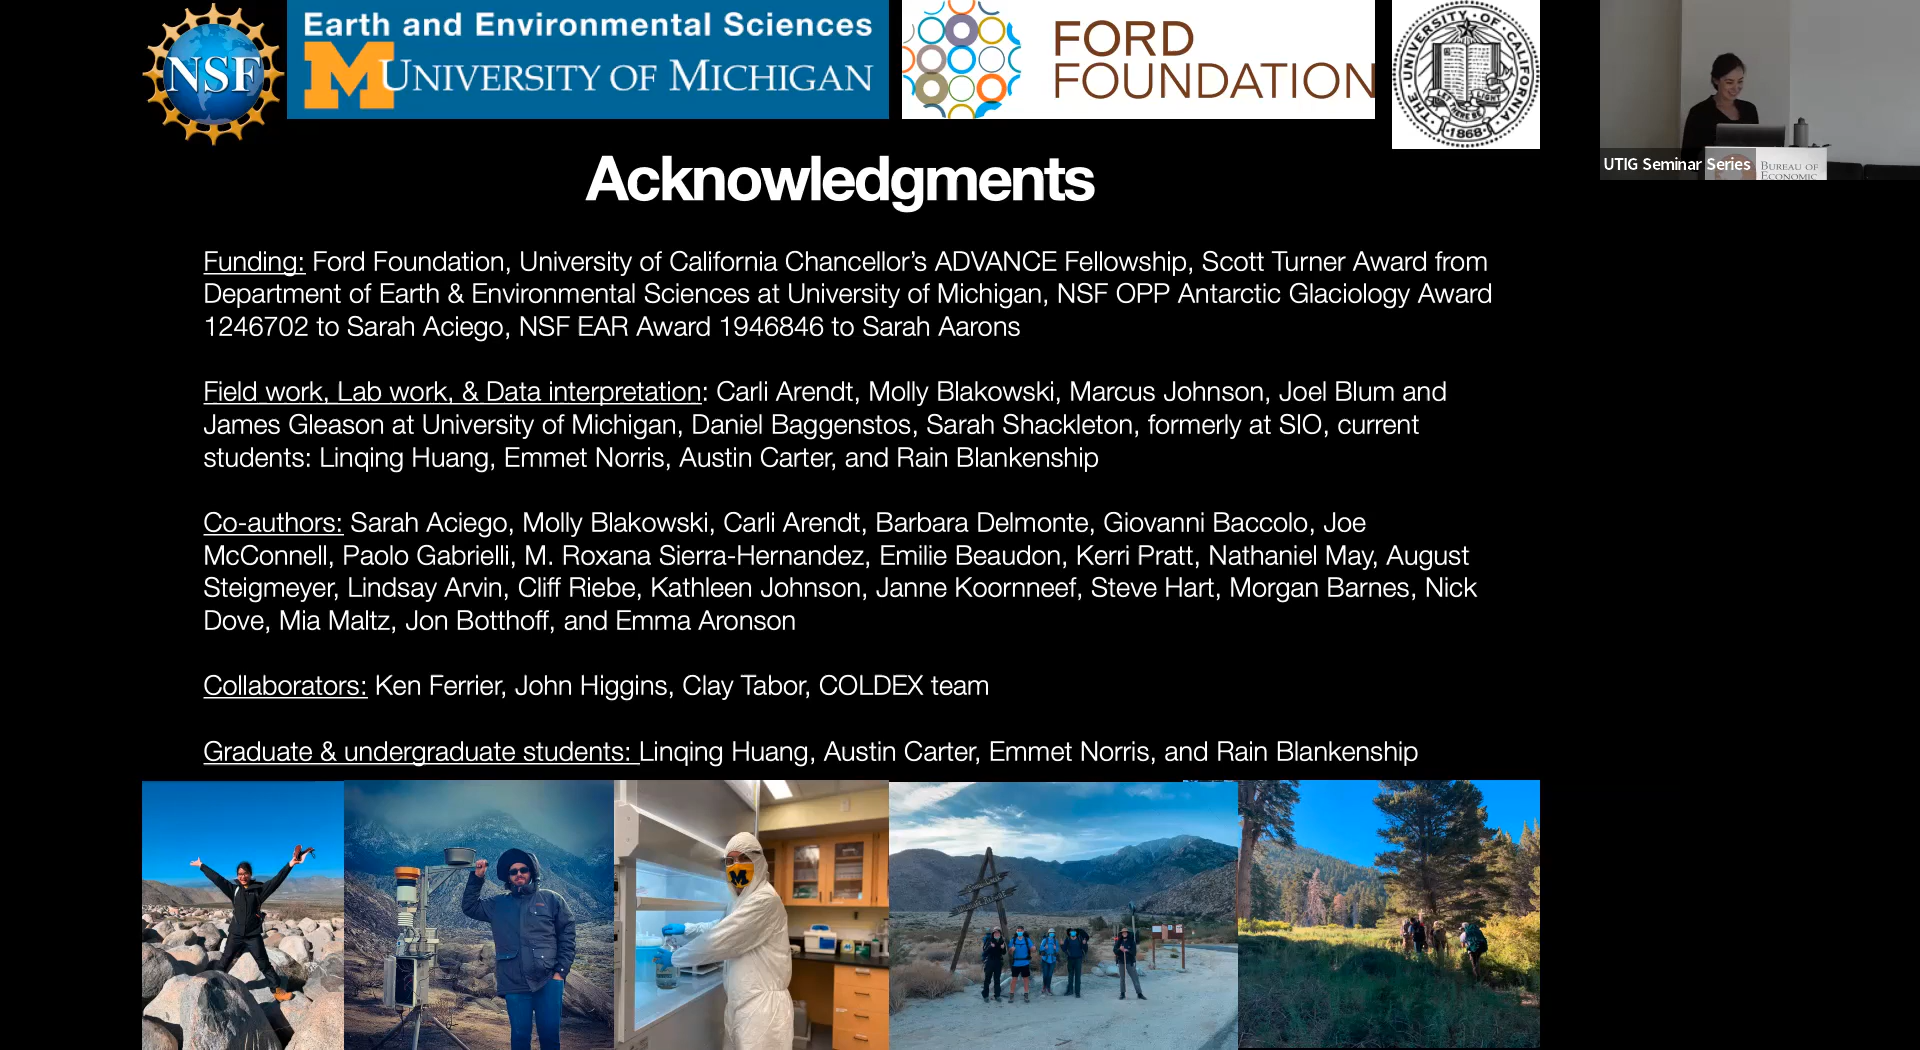 NSF
Earth and Environmental Sciences
M UNIVERSITY OF MICHIGAN
FORD
FOUNDATION
THE UNIVERSITY OF CALIFORNIA
LET THERE BE LIGHT
1868
UTIG Seminar Series
BUREAU OF
ECONOMIC
Acknowledgments
Funding: Ford Foundation, University of California Chancellor’s ADVANCE Fellowship, Scott Turner Award from
Department of Earth & Environmental Sciences at University of Michigan, NSF OPP Antarctic Glaciology Award
1246702 to Sarah Aciego, NSF EAR Award 1946846 to Sarah Aarons
Field work, Lab work, & Data interpretation: Carli Arendt, Molly Blakowski, Marcus Johnson, Joel Blum and
James Gleason at University of Michigan, Daniel Baggenstos, Sarah Shackleton, formerly at SIO, current
students: Linqing Huang, Emmet Norris, Austin Carter, and Rain Blankenship
Co-authors: Sarah Aciego, Molly Blakowski, Carli Arendt, Barbara Delmonte, Giovanni Baccolo, Joe
McConnell, Paolo Gabrielli, M. Roxana Sierra-Hernandez, Emilie Beaudon, Kerri Pratt, Nathaniel May, August
Steigmeyer, Lindsay Arvin, Cliff Riebe, Kathleen Johnson, Janne Koornneef, Steve Hart, Morgan Barnes, Nick
Dove, Mia Maltz, Jon Botthoff, and Emma Aronson
Collaborators: Ken Ferrier, John Higgins, Clay Tabor, COLDEX team
Graduate & undergraduate students: Linqing Huang, Austin Carter, Emmet Norris, and Rain Blankenship
M